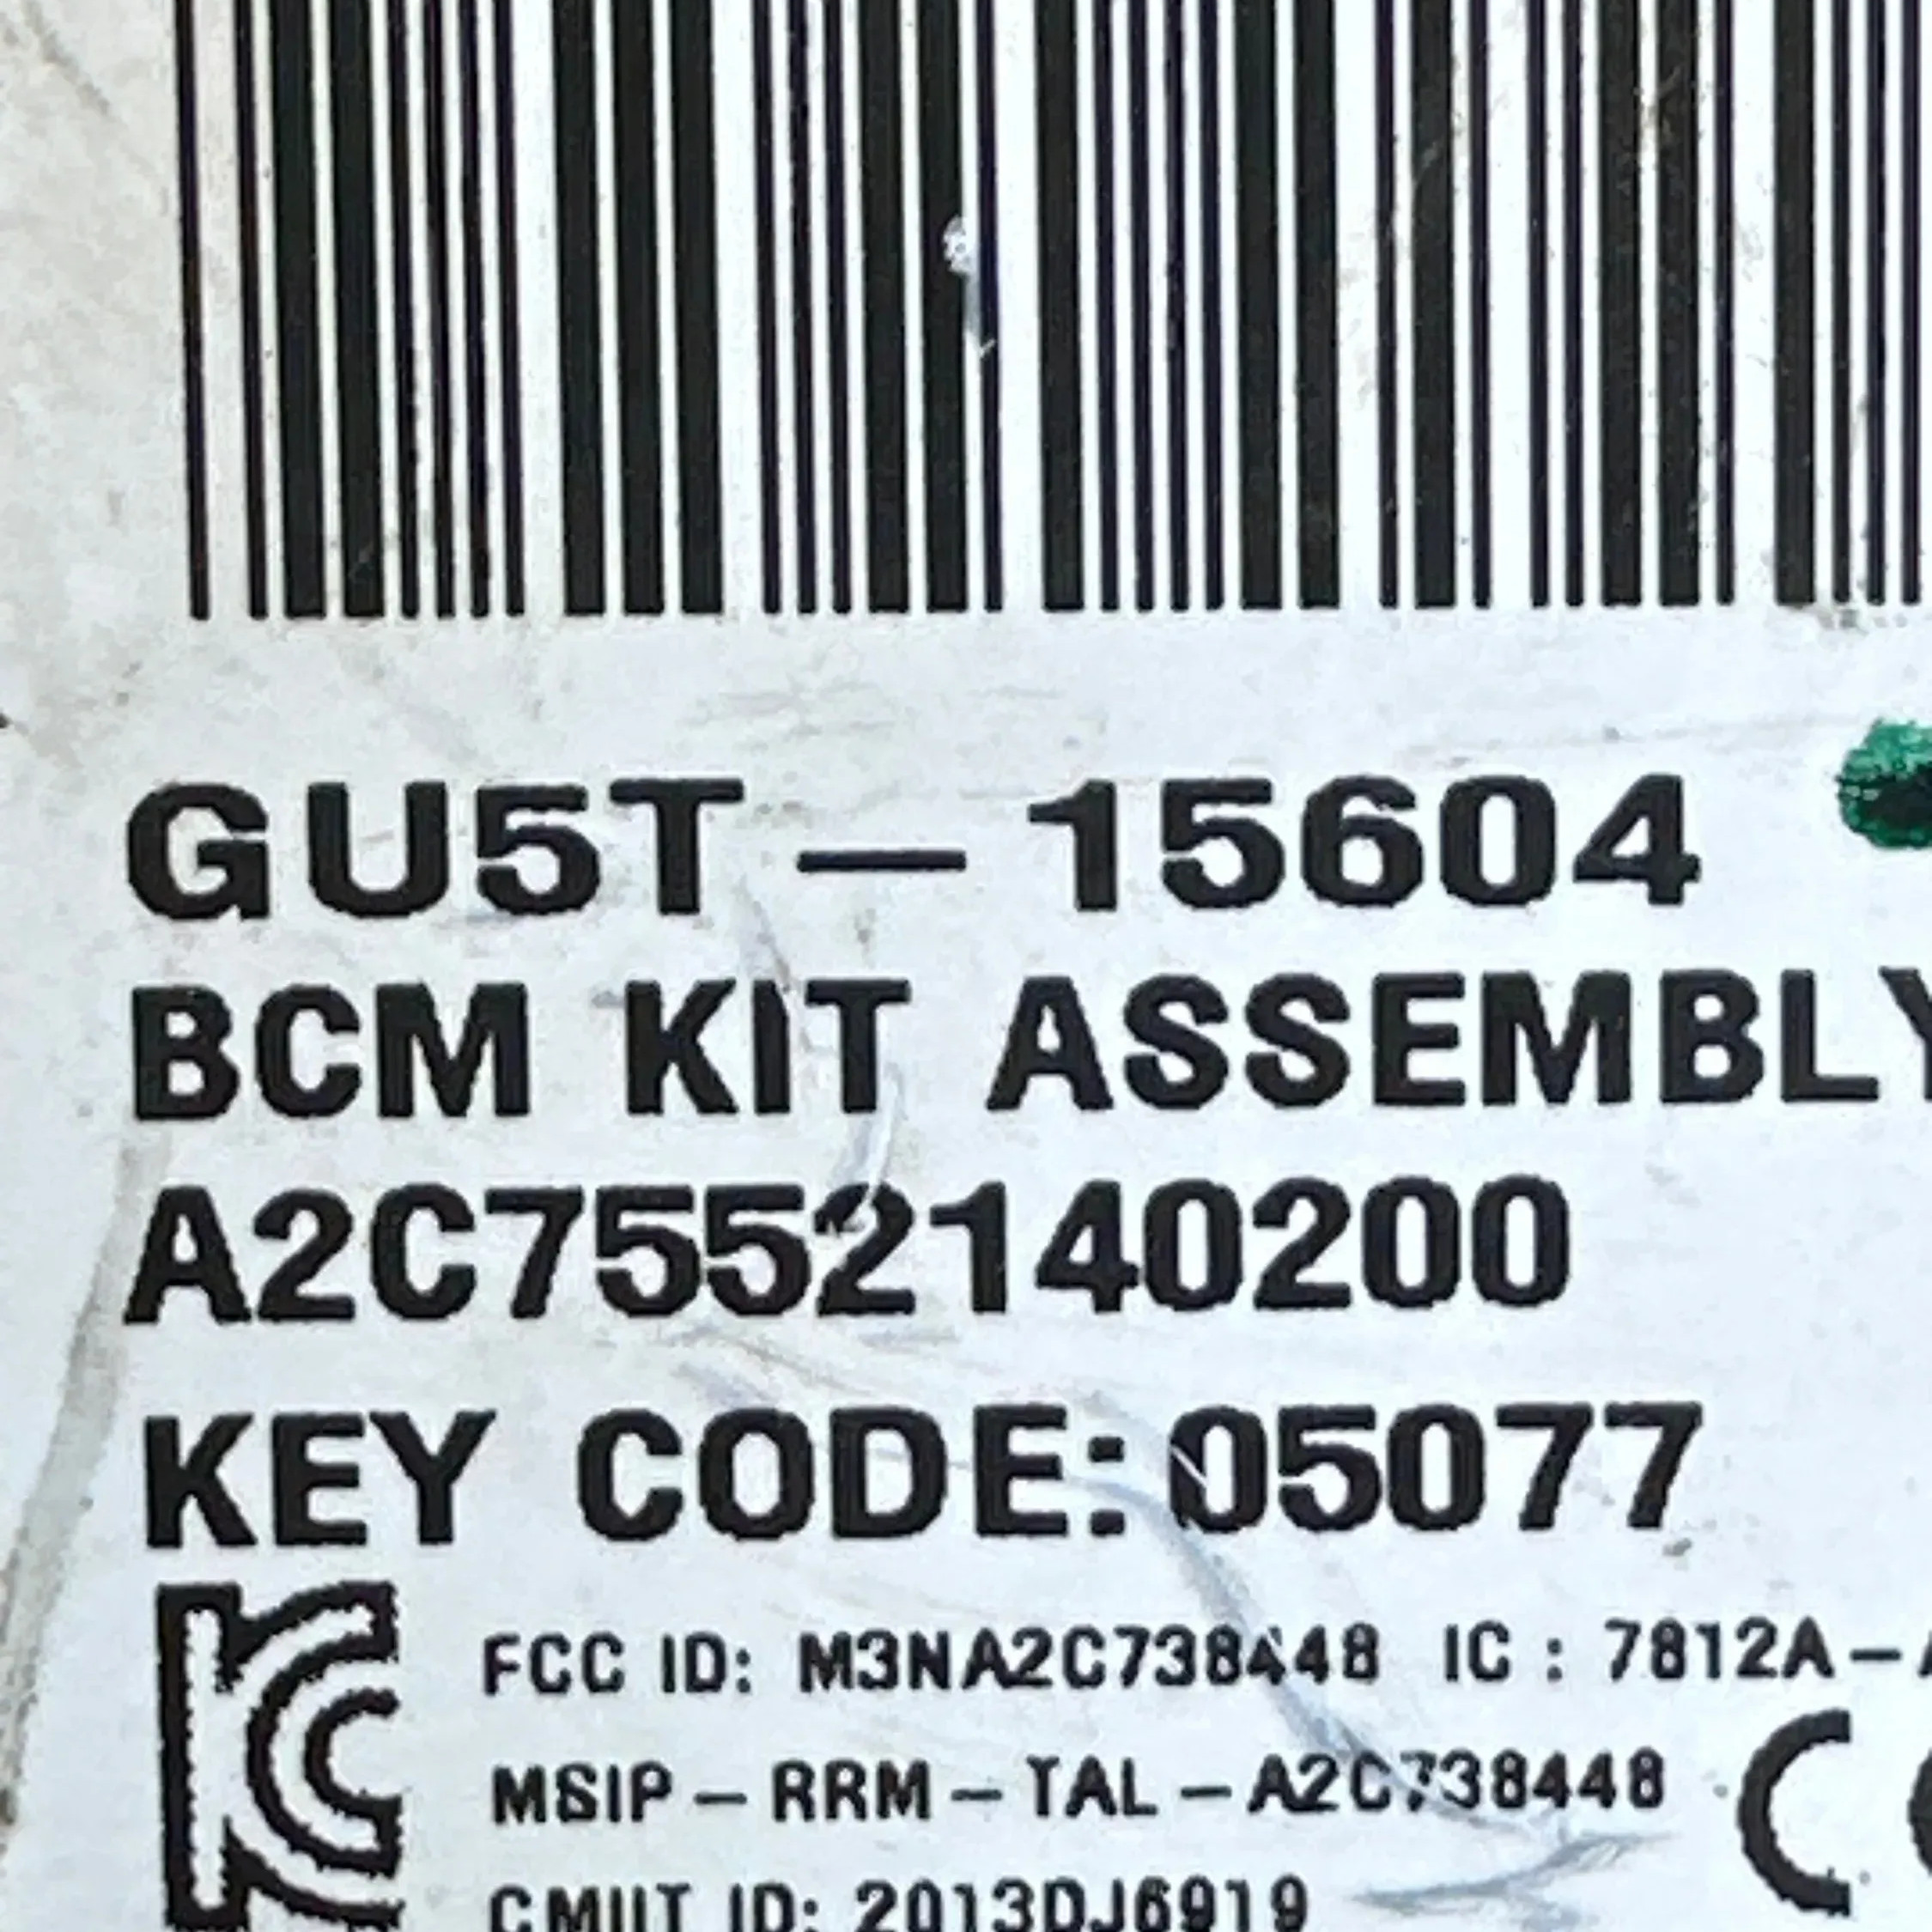 GU5T-15604
BCM KIT ASSEMBLY
A2C7552140200
KEY CODE: 05077
FCC ID: M3NA2C738448 IC : 7812A-A
MSIP-RRM-TAL-A2C738448
CMIIT ID: 2013DJ6919